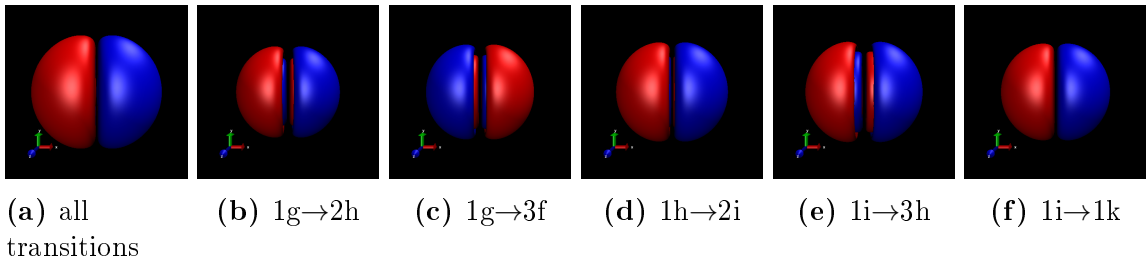 (a) all
transitions
(b) 1g→2h
(c) 1g→3f
(d) 1h→2i
(e) 1i→3h
(f) 1i→1k